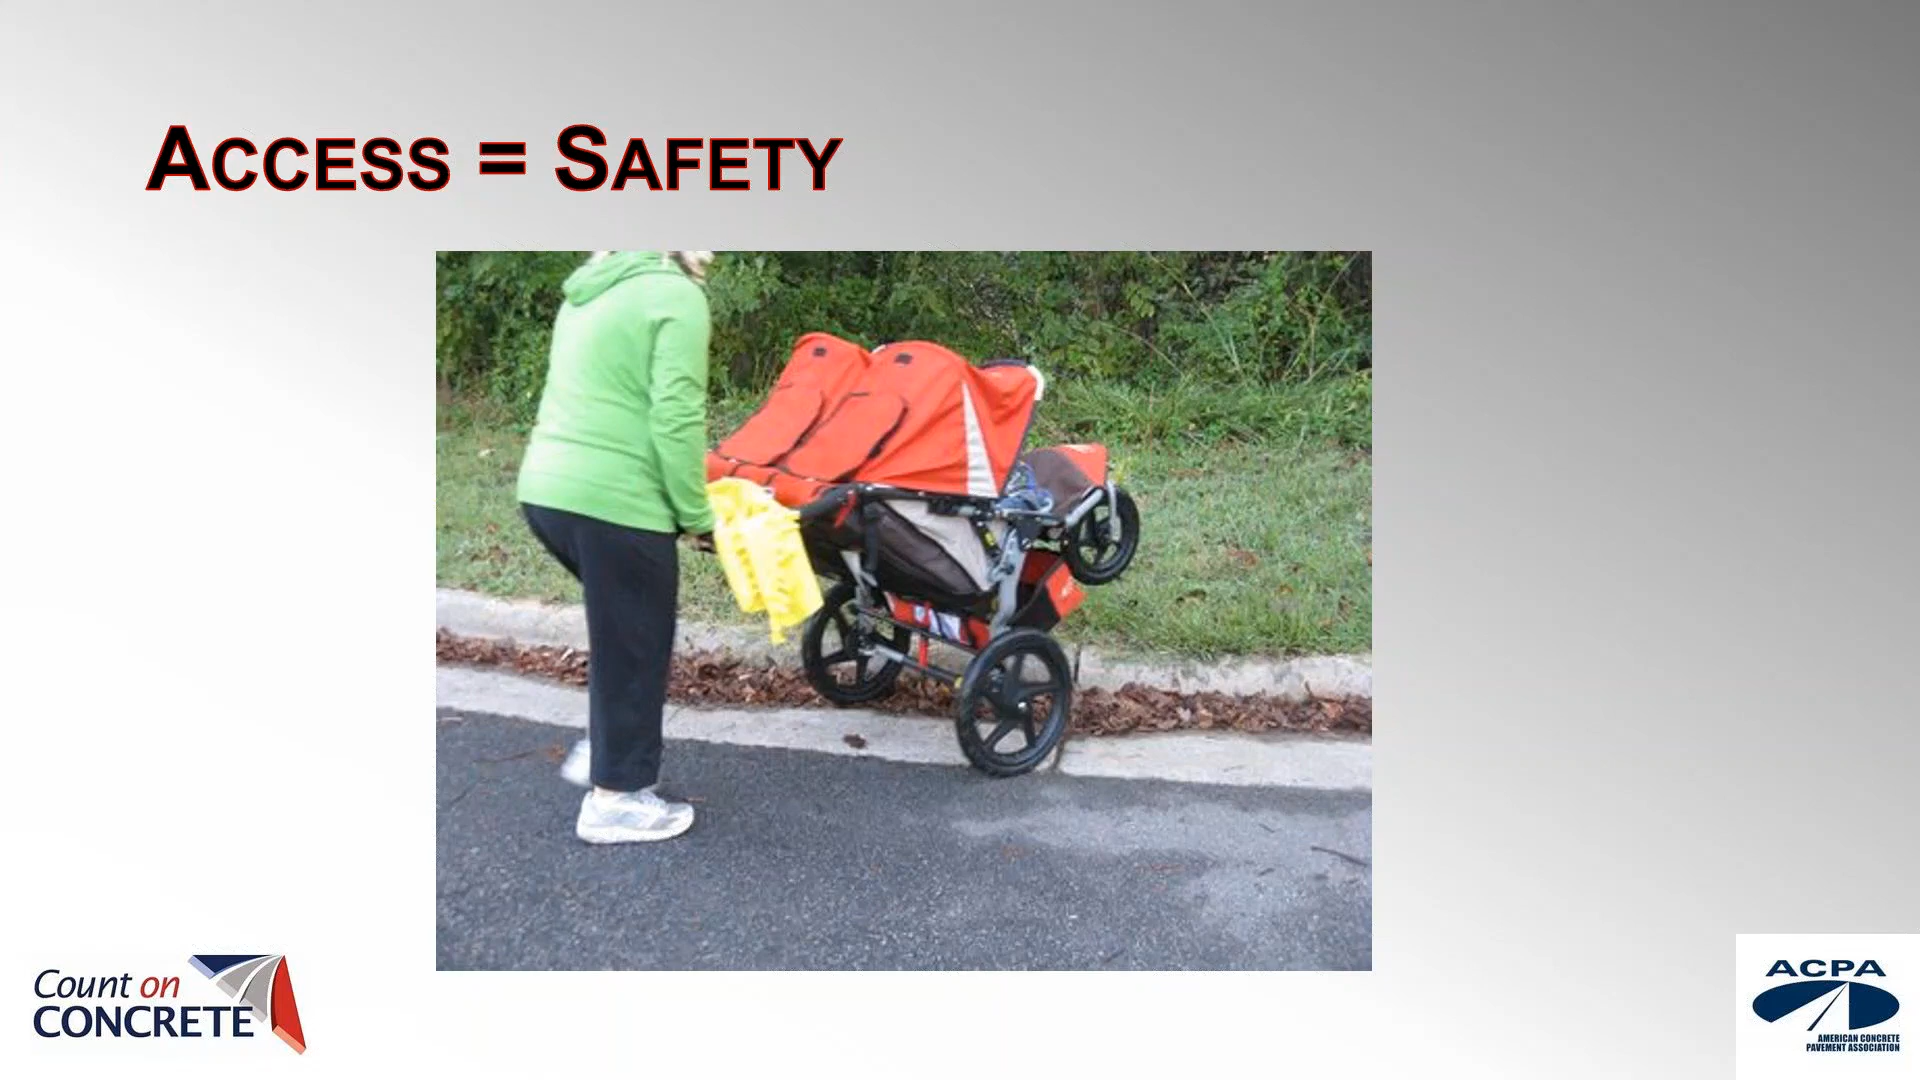 ACCESS = SAFETY
Count on
CONCRETE
ACPA
AMERICAN CONCRETE
PAVEMENT ASSOCIATION